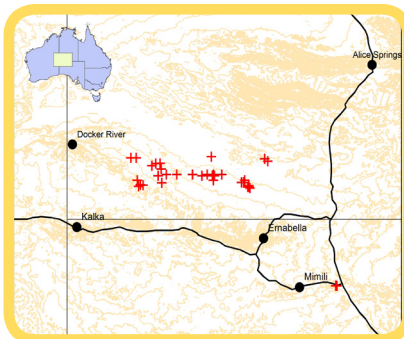 Alice Springs
Docker River
Kalka
Ernabella
Mimili